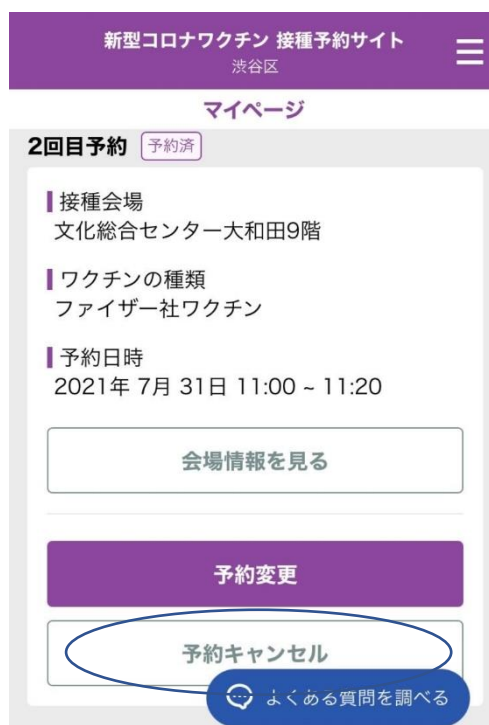 新型コロナワクチン 接種予約サイト
渋谷区
マイページ
2回目予約 予約済
接種会場
文化総合センター大和田9階
ワクチンの種類
ファイザー社ワクチン
予約日時
2021年 7月 31日 11:00 ~ 11:20
会場情報を見る
予約変更
予約キャンセル
よくある質問を調べる